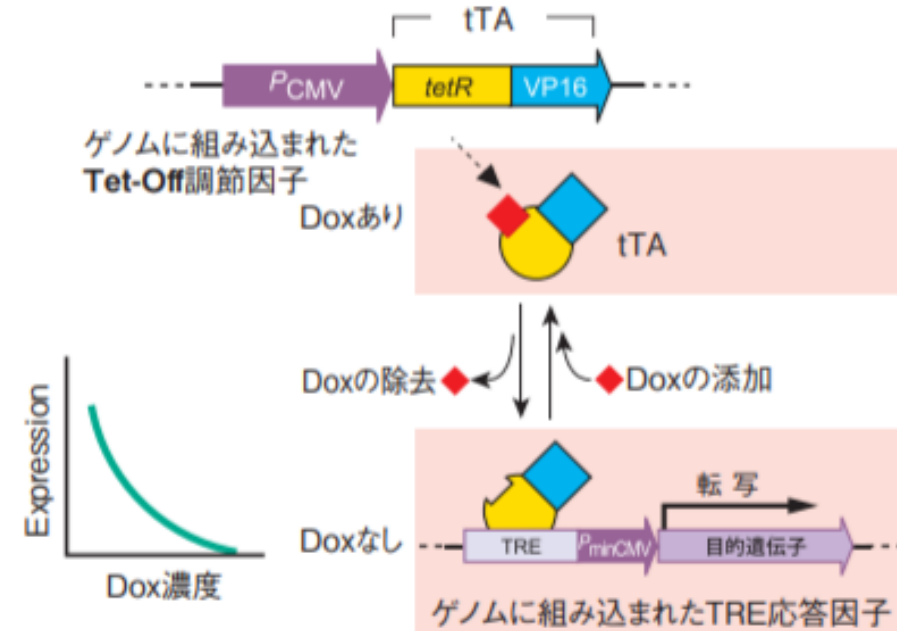 tTA
PCMV
tetR
VP16
ゲノムに組み込まれた
Tet-Off調節因子
Doxあり
tTA
Doxの除去
Doxの添加
Expression
Dox濃度
Doxなし
転 写
TRE
PminCMV
目的遺伝子
ゲノムに組み込まれたTRE応答因子